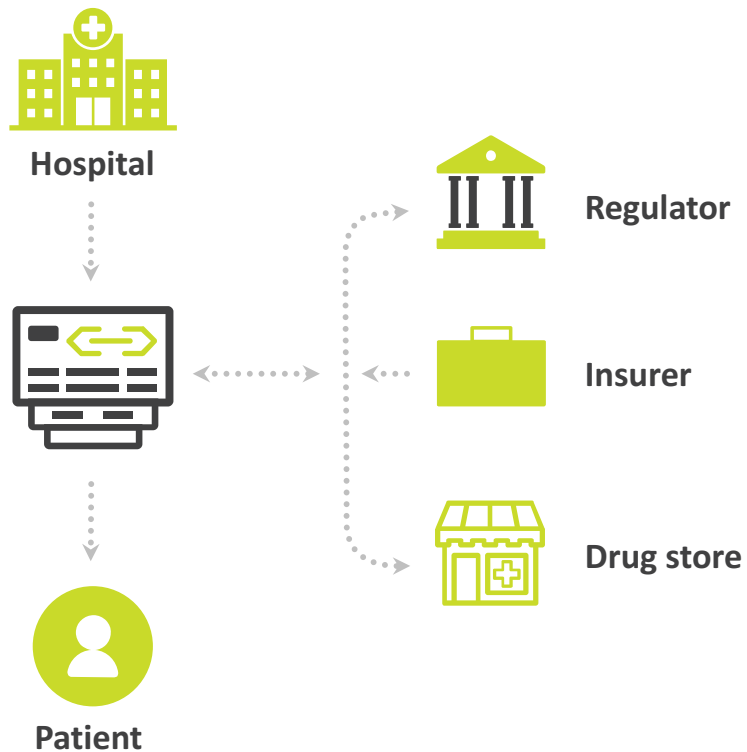 Hospital
Regulator
Insurer
Drug store
Patient